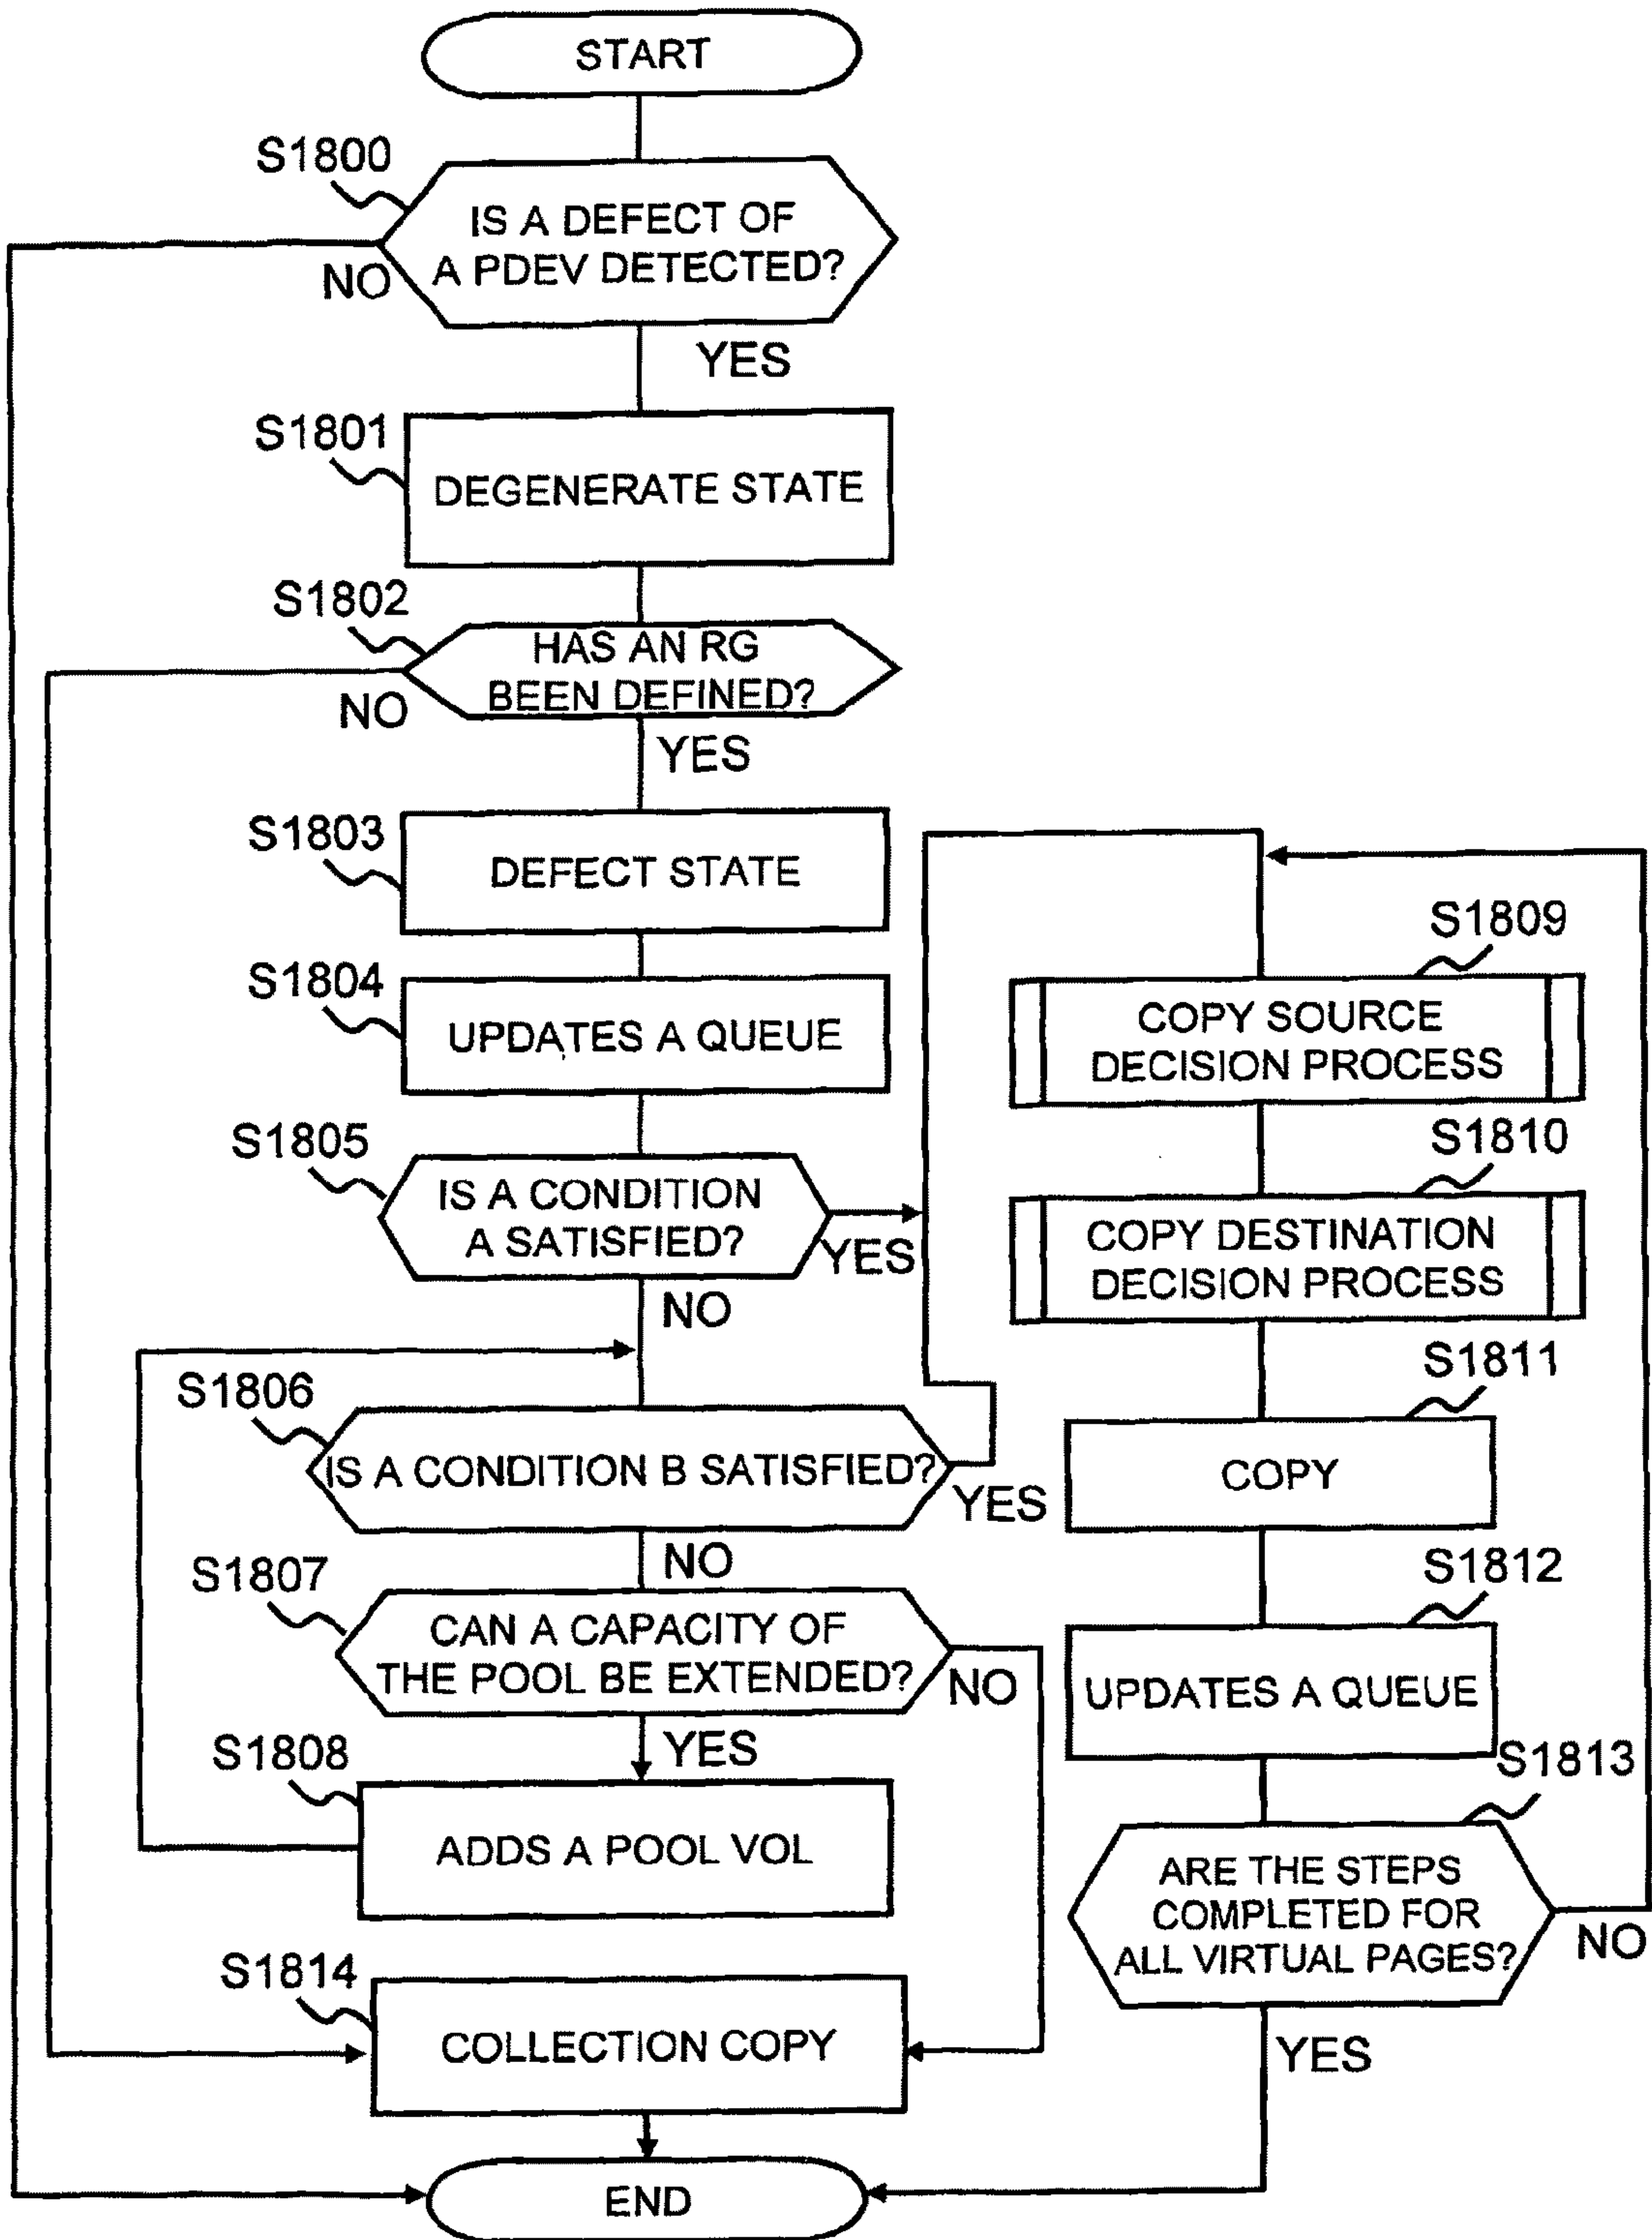 START
S1800
IS A DEFECT OF
A PDEV DETECTED?
NO
YES
S1801
DEGENERATE STATE
S1802
HAS AN RG
BEEN DEFINED?
NO
YES
S1803
DEFECT STATE
S1804
UPDATES A QUEUE
S1805
IS A CONDITION
A SATISFIED?
YES
NO
S1806
IS A CONDITION B SATISFIED?
YES
NO
S1807
CAN A CAPACITY OF
THE POOL BE EXTENDED?
NO
YES
S1808
ADDS A POOL VOL
S1814
COLLECTION COPY
S1809
COPY SOURCE
DECISION PROCESS
S1810
COPY DESTINATION
DECISION PROCESS
S1811
COPY
S1812
UPDATES A QUEUE
S1813
ARE THE STEPS
COMPLETED FOR
ALL VIRTUAL PAGES?
NO
YES
END